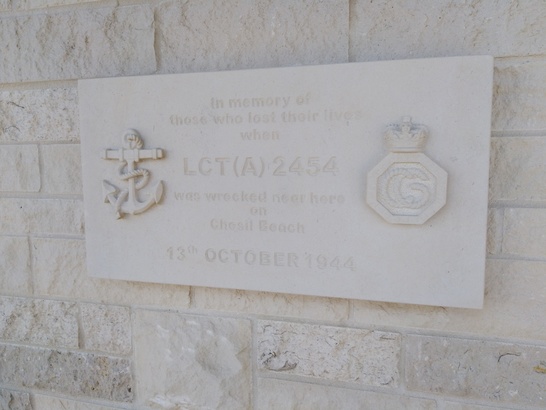 In memory of
those who lost their lives
when
LCT(A) 2454
was wrecked near here
on
Chesil Beach
13th OCTOBER 1944